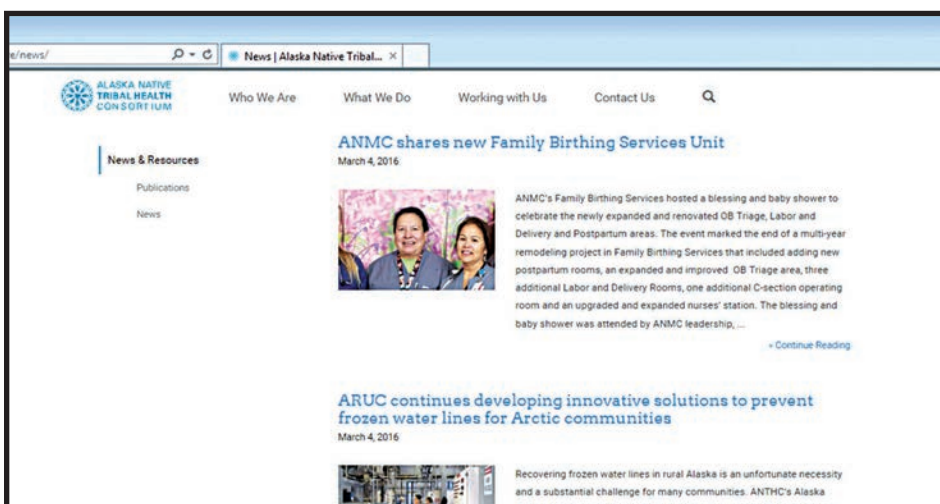 e/news/
News | Alaska Native Tribal... ×
ALASKA NATIVE
TRIBAL HEALTH
CONSORTIUM
Who We Are
What We Do
Working with Us
Contact Us
News & Resources
Publications
News
ANMC shares new Family Birthing Services Unit
March 4, 2016
ANMC's Family Birthing Services hosted a blessing and baby shower to
celebrate the newly expanded and renovated OB Triage, Labor and
Delivery and Postpartum areas. The event marked the end of a multi-year
remodeling project in Family Birthing Services that included adding new
postpartum rooms, an expanded and improved OB Triage area, three
additional Labor and Delivery Rooms, one additional C-section operating
room and an upgraded and expanded nurses' station. The blessing and
baby shower was attended by ANMC leadership, ...
» Continue Reading
ARUC continues developing innovative solutions to prevent
frozen water lines for Arctic communities
March 4, 2016
Recovering frozen water lines in rural Alaska is an unfortunate necessity
and a substantial challenge for many communities. ANTHC's Alaska